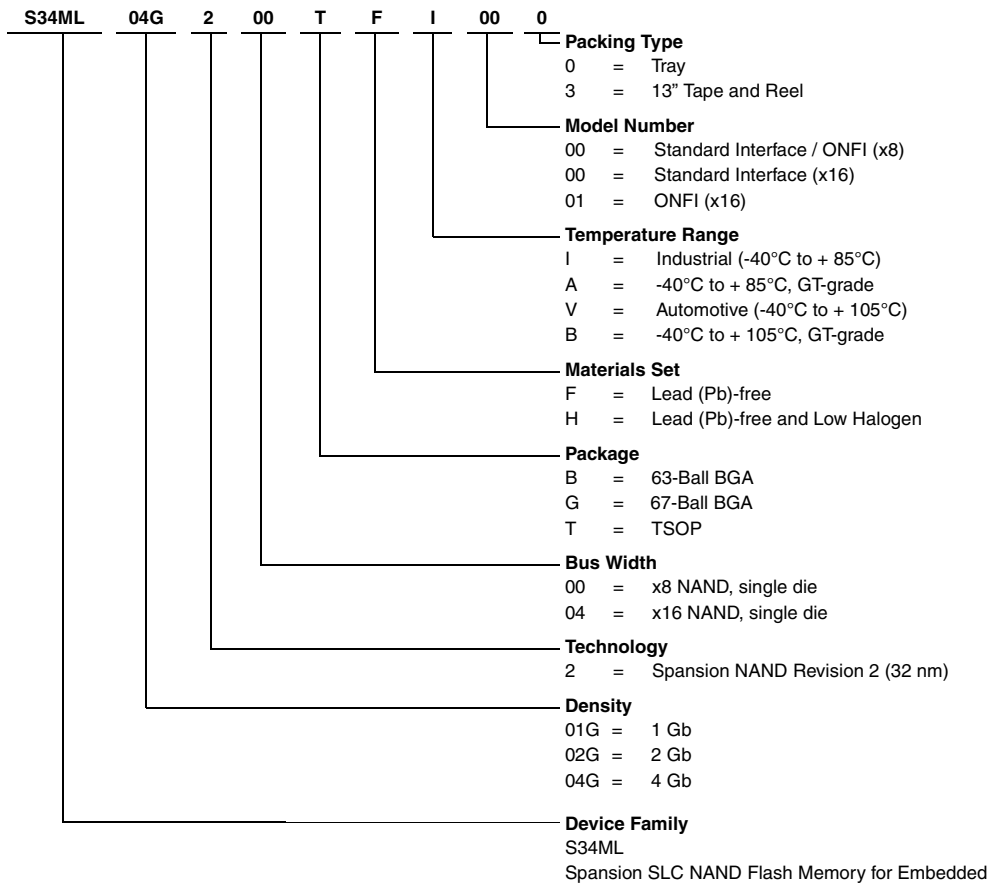 S34ML 04G 2 00 T F I 00 0
Packing Type
0 = Tray
3 = 13” Tape and Reel
Model Number
00 = Standard Interface / ONFI (x8)
00 = Standard Interface (x16)
01 = ONFI (x16)
Temperature Range
I = Industrial (-40°C to + 85°C)
A = -40°C to + 85°C, GT-grade
V = Automotive (-40°C to + 105°C)
B = -40°C to + 105°C, GT-grade
Materials Set
F = Lead (Pb)-free
H = Lead (Pb)-free and Low Halogen
Package
B = 63-Ball BGA
G = 67-Ball BGA
T = TSOP
Bus Width
00 = x8 NAND, single die
04 = x16 NAND, single die
Technology
2 = Spansion NAND Revision 2 (32 nm)
Density
01G = 1 Gb
02G = 2 Gb
04G = 4 Gb
Device Family
S34ML
Spansion SLC NAND Flash Memory for Embedded